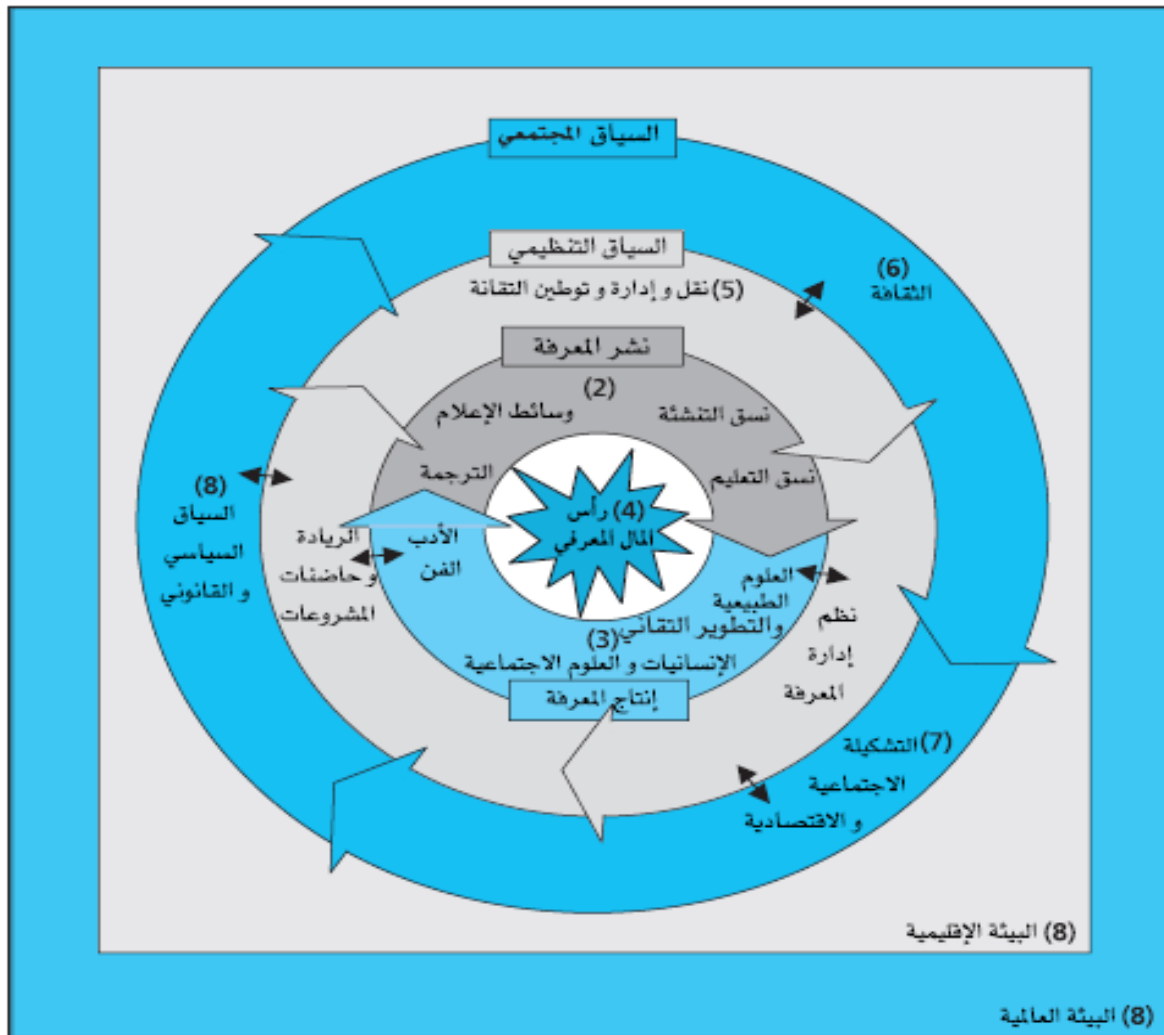 السياق المجتمعي
السياق التنظيمي
(5) نقل و إدارة و توطين التقانة
(6)
الثقافة
نشر المعرفة
(2)
وسائط الإعلام
نسق التنشئة
الترجمة
نسق التعليم
(4) رأس
المال المعرفي
(8)
السياق
السياسي
و القانوني
الريادة
و حاضنات
المشروعات
الأدب
الفن
العلوم
الطبيعية
والتطوير التقاني
(3)
الإنسانيات و العلوم الاجتماعية
إنتاج المعرفة
نظم
إدارة
المعرفة
(7) التشكيلة
الاجتماعية
و الاقتصادية
(8) البيئة الإقليمية
(8) البيئة العالمية